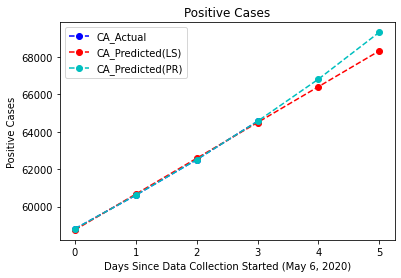 Positive Cases
CA_Actual
CA_Predicted(LS)
CA_Predicted(PR)
68000
66000
64000
62000
60000
Positive Cases
0 1 2 3 4 5
Days Since Data Collection Started (May 6, 2020)